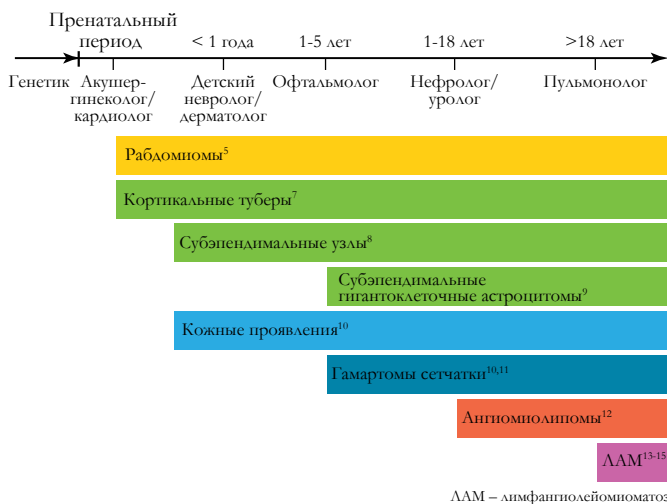 Пренатальный
период
< 1 года
1-5 лет
1-18 лет
>18 лет
Генетик
Акушер-
гинеколог/
кардиолог
Детский
невролог/
дерматолог
Офтальмолог
Нефролог/
уролог
Пульмонолог
Рабдомиомы⁵
Кортикальные туберы⁷
Субэпендимальные узлы⁸
Субэпендимальные
гигантоклеточные астроцитомы⁹
Кожные проявления¹⁰
Гамартомы сетчатки¹⁰,¹¹
Ангиомиолипомы¹²
ЛАМ¹³⁻¹⁵
ЛАМ – лимфангиолейомиоматоз